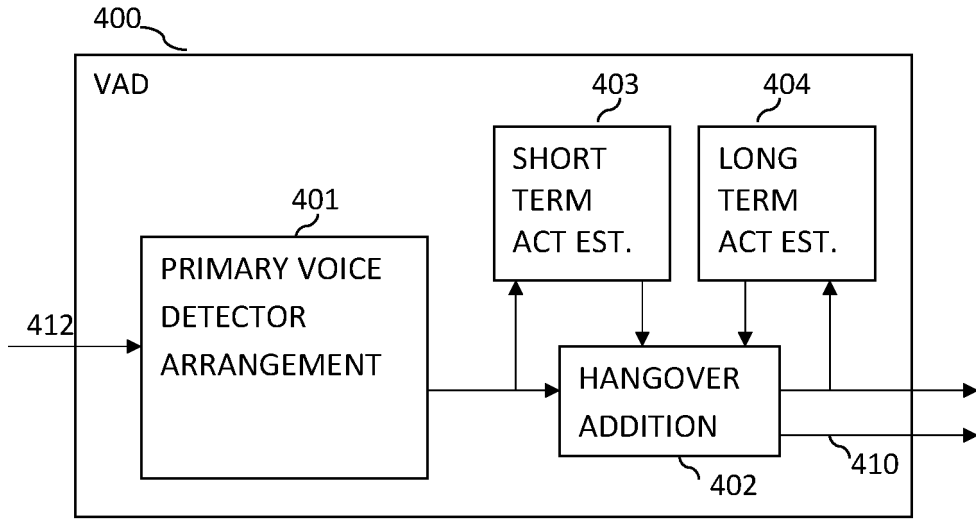 400
VAD
403
404
SHORT
TERM
ACT EST.
LONG
TERM
ACT EST.
401
PRIMARY VOICE
DETECTOR
ARRANGEMENT
412
HANGOVER
ADDITION
410
402